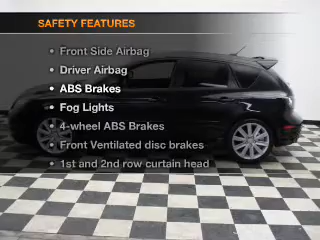 SAFETY FEATURES
• Front Side Airbag
• Driver Airbag
• ABS Brakes
• Fog Lights
• 4-wheel ABS Brakes
• Front Ventilated disc brakes
• 1st and 2nd row curtain head